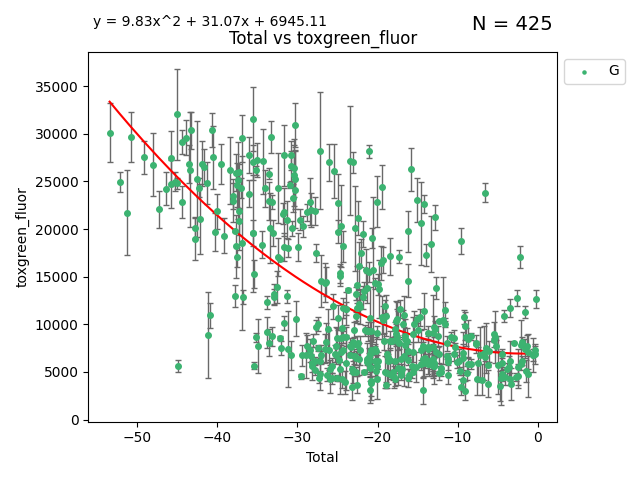 y = 9.83x^2 + 31.07x + 6945.11
N = 425
Total vs toxgreen_fluor
G
35000
30000
25000
20000
15000
10000
5000
0
toxgreen_fluor
−50
−40
−30
−20
−10
0
Total